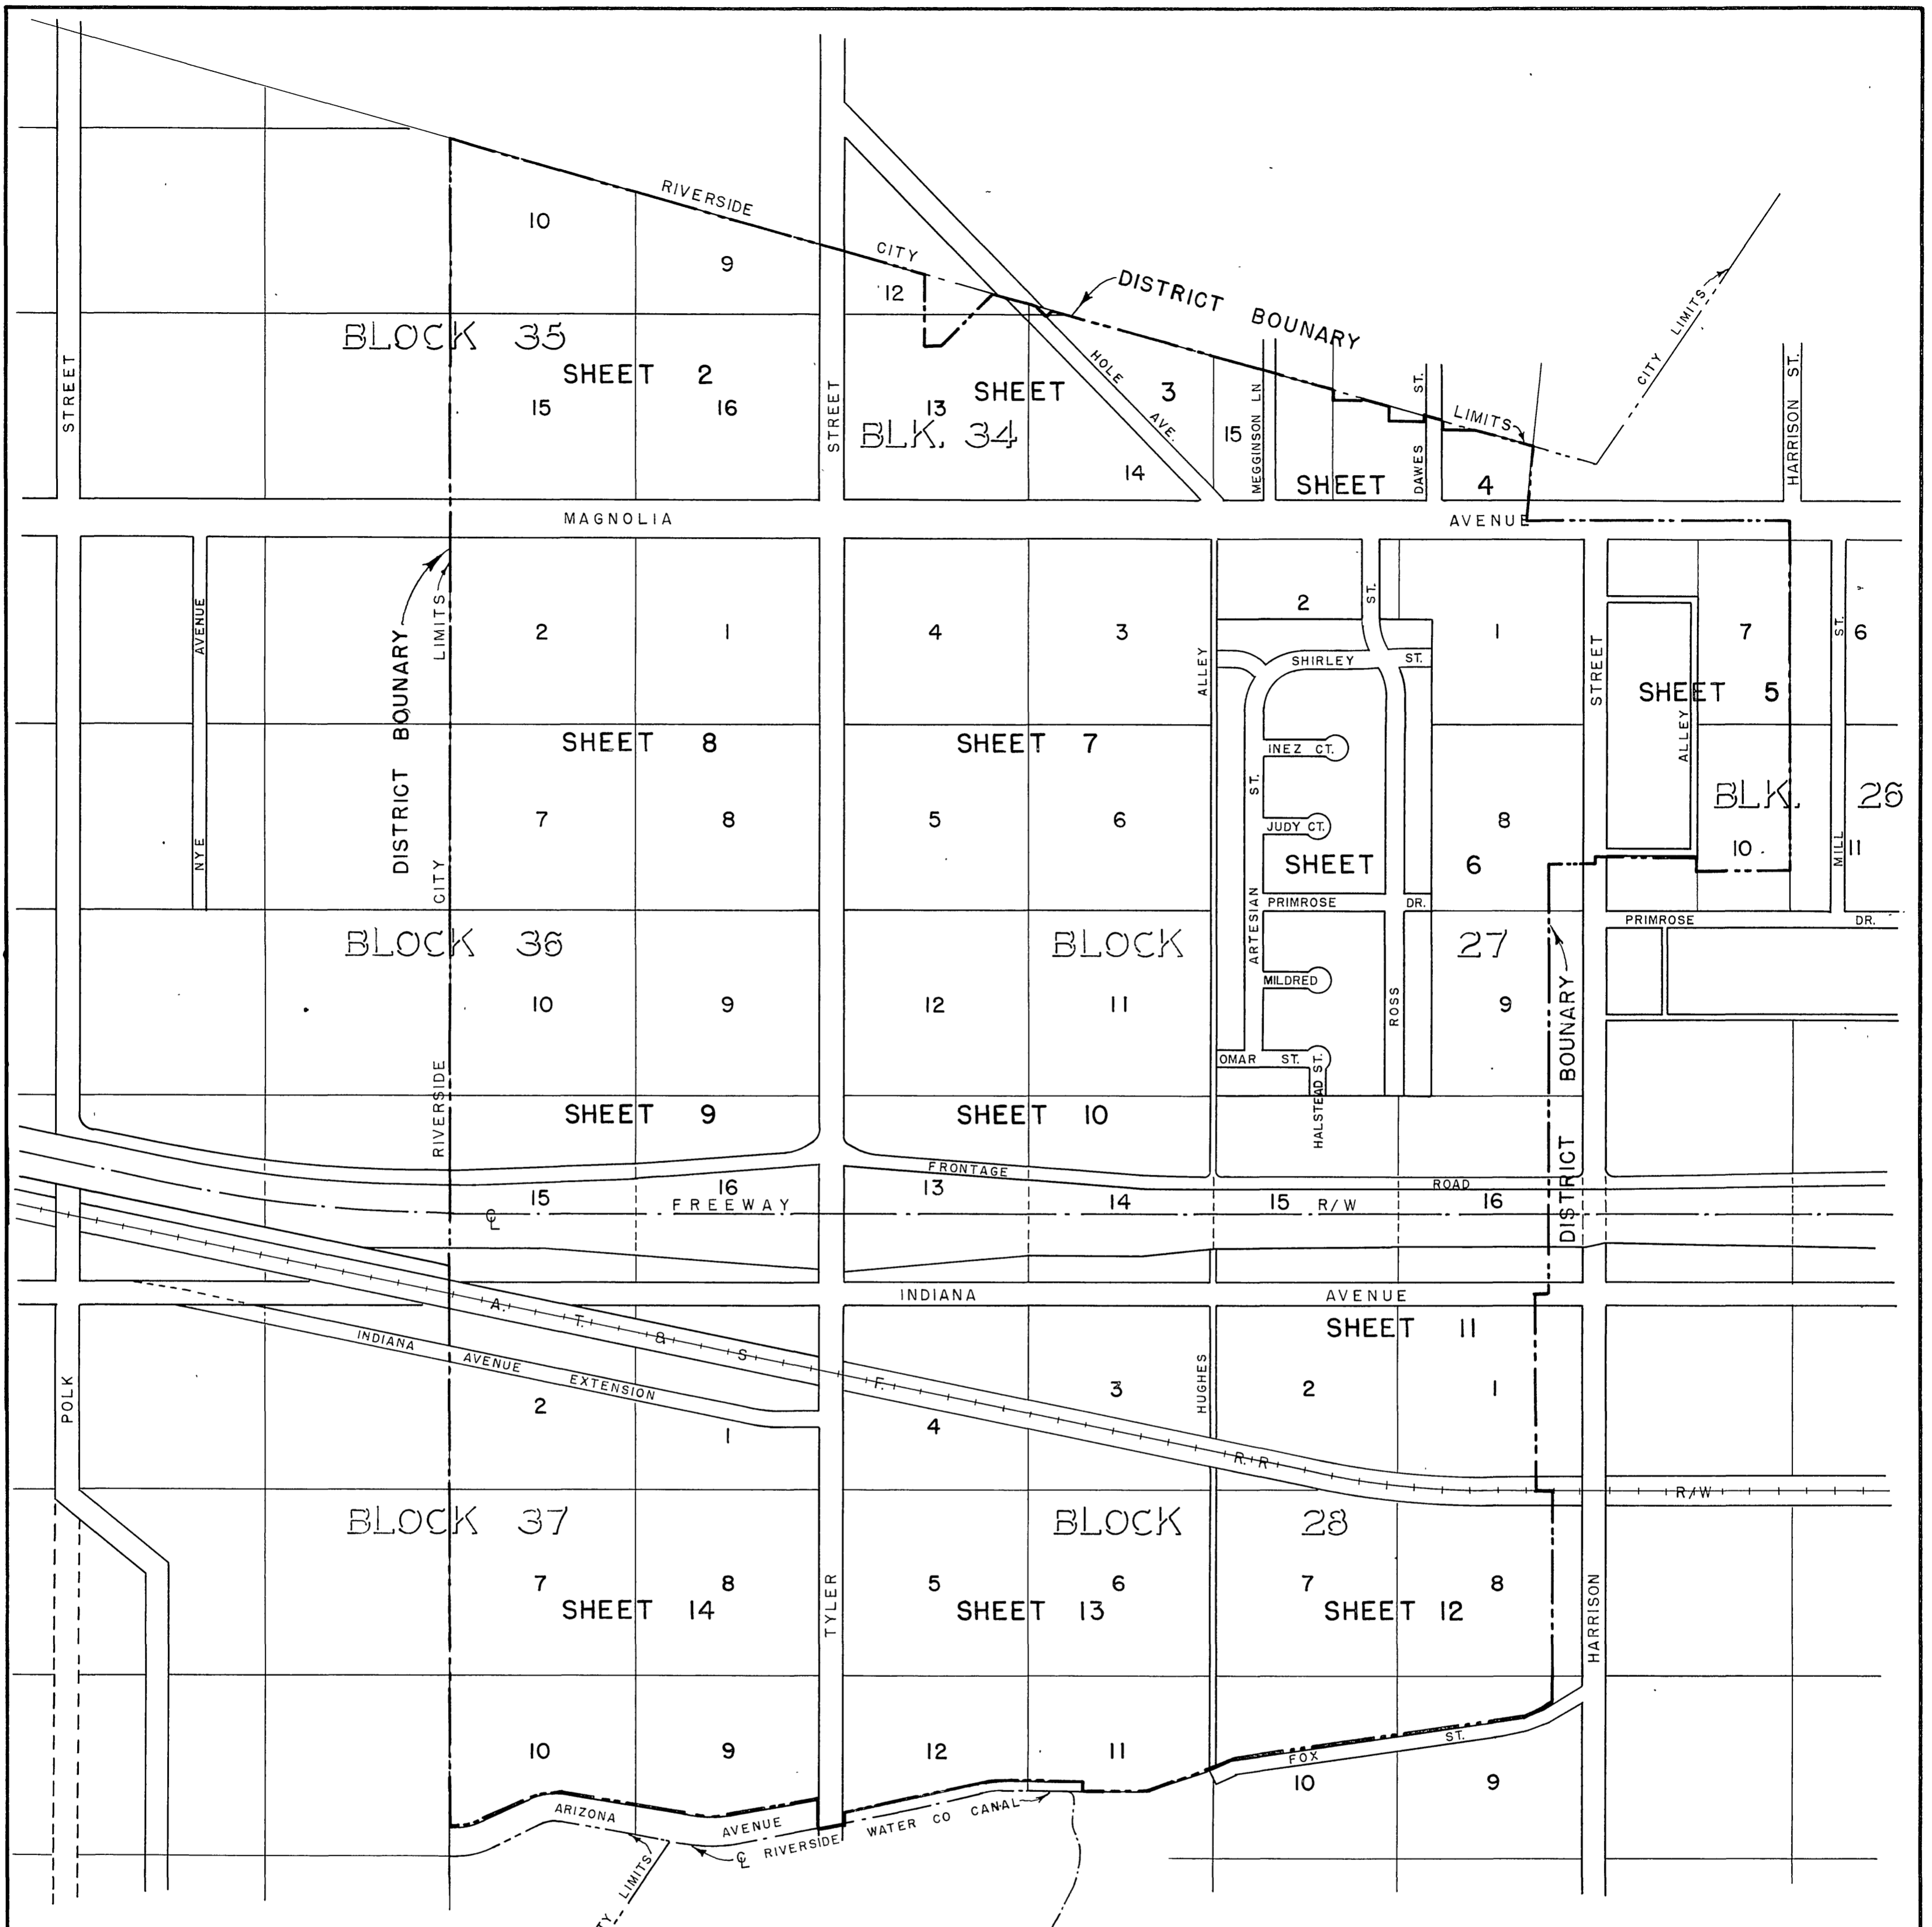 RIVERSIDE
10
CITY
9
12
DISTRICT BOUNARY
CITY LIMITS
BLOCK 35
SHEET 2
STREET
STREET
SHEET 3
HOLE AVE.
HARRISON ST.
15
16
13
BLK. 34
14
15
MEGGINSON LN
DAWES ST.
LIMITS
SHEET 4
MAGNOLIA AVENUE
NYE AVENUE
DISTRICT BOUNARY
RIVERSIDE CITY LIMITS
2
1
4
3
ALLEY
2
ST.
1
STREET
7
ST.
6
SHIRLEY ST.
SHEET 5
ALLEY
SHEET 8
SHEET 7
INEZ CT.
BLK. 26
7
8
5
6
JUDY CT.
8
10
MILL
11
SHEET 6
ARTESIAN ST.
PRIMROSE DR.
PRIMROSE DR.
BLOCK 36
BLOCK 27
MILDRED
10
9
12
11
ROSS
9
DISTRICT BOUNARY
OMAR ST.
HALSTEAD ST.
SHEET 9
SHEET 10
FRONTAGE ROAD
15
16
13
14
15
R/W
16
℄
FREEWAY
INDIANA AVENUE
A. T. & S. F. R. R.
R/W
SHEET 11
INDIANA AVENUE EXTENSION
POLK
2
1
4
3
HUGHES
2
1
BLOCK 37
BLOCK 28
7
8
5
6
7
8
SHEET 14
TYLER
SHEET 13
SHEET 12
HARRISON
10
9
12
11
FOX ST.
10
9
ARIZONA AVENUE
℄ RIVERSIDE WATER CO CANAL
TY LIMITS